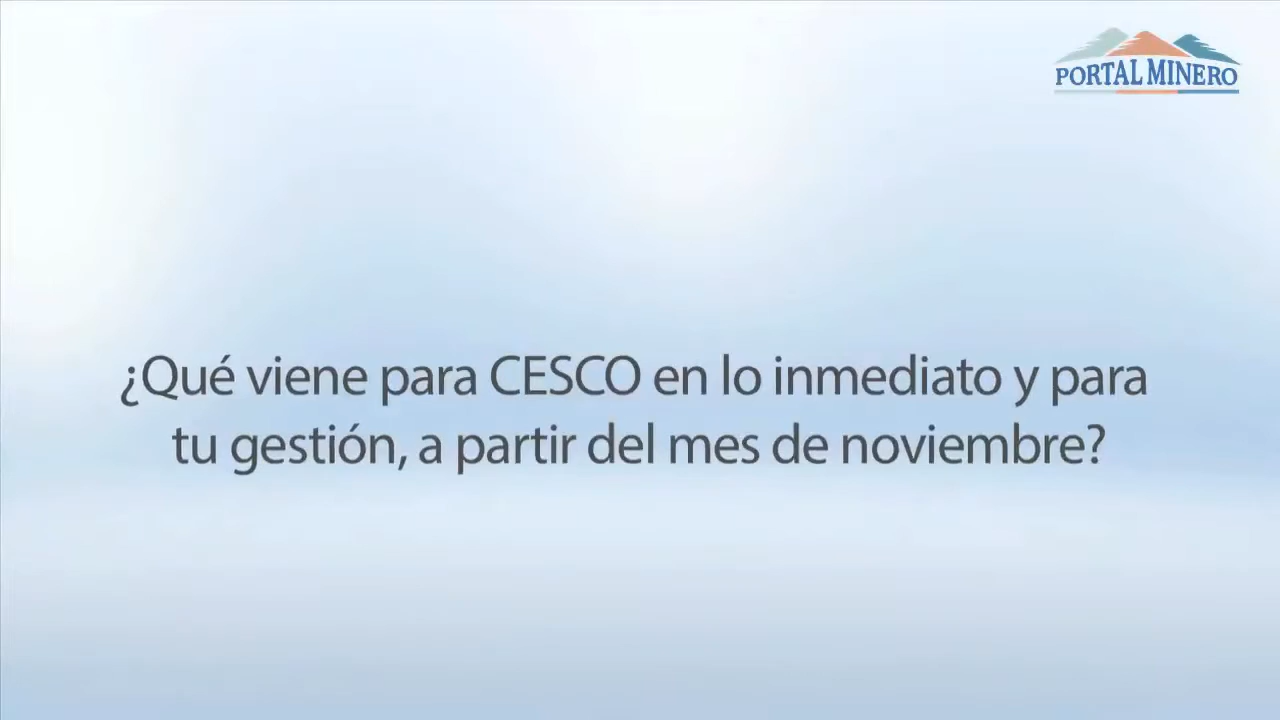 PORTAL MINERO
¿Qué viene para CESCO en lo inmediato y para
tu gestión, a partir del mes de noviembre?